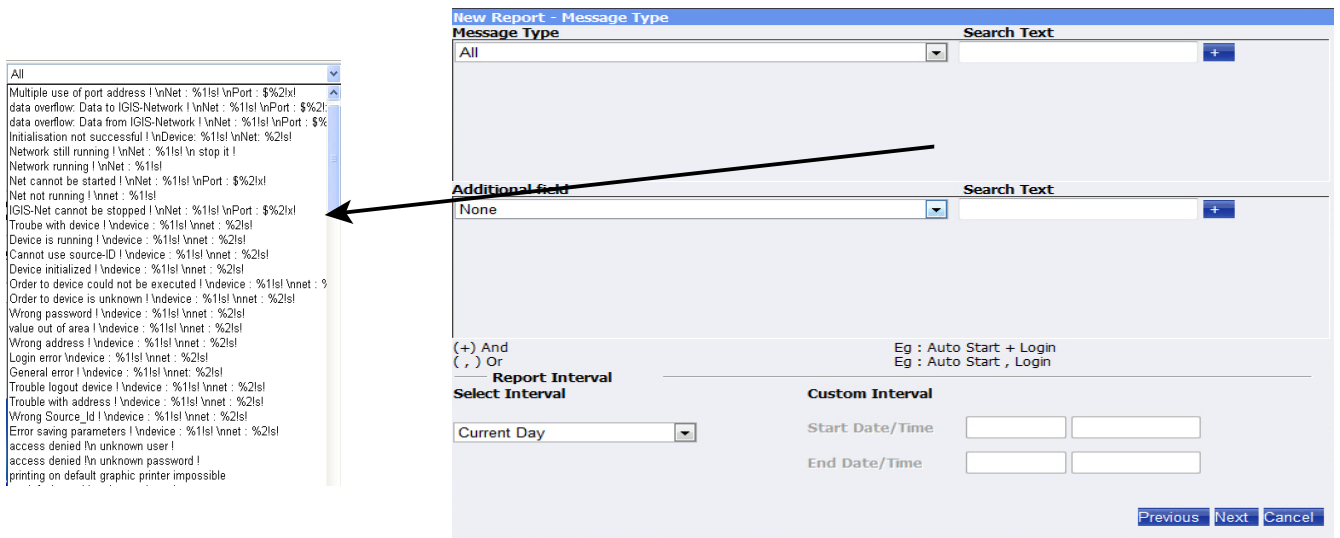 All
Multiple use of port address ! \nNet : %1!s! \nPort : $%2!x!
data overflow: Data to IGIS-Network ! \nNet : %1!s! \nPort : $%2!
data overflow: Data from IGIS-Network ! \nNet : %1!s! \nPort : $%
Initialisation not successful ! \nDevice: %1!s! \nNet: %2!s!
Network still running ! \nNet : %1!s! \n stop it !
Network running ! \nNet : %1!s!
Net cannot be started ! \nNet : %1!s! \nPort : $%2!x!
Net not running ! \nnet : %1!s!
IGIS-Net cannot be stopped ! \nNet : %1!s! \nPort : $%2!x!
Troube with device ! \ndevice : %1!s! \nnet : %2!s!
Device is running ! \ndevice : %1!s! \nnet : %2!s!
Cannot use source-ID ! \ndevice : %1!s! \nnet : %2!s!
Device initialized ! \ndevice : %1!s! \nnet : %2!s!
Order to device could not be executed ! \ndevice : %1!s! \nnet : %
Order to device is unknown ! \ndevice : %1!s! \nnet : %2!s!
Wrong password ! \ndevice : %1!s! \nnet : %2!s!
value out of area ! \ndevice : %1!s! \nnet : %2!s!
Wrong address ! \ndevice : %1!s! \nnet : %2!s!
Login error \ndevice : %1!s! \nnet : %2!s!
General error ! \ndevice : %1!s! \nnet: %2!s!
Trouble logout device ! \ndevice : %1!s! \nnet : %2!s!
Trouble with address ! \ndevice : %1!s! \nnet : %2!s!
Wrong Source_Id ! \ndevice : %1!s! \nnet : %2!s!
Error saving parameters ! \ndevice : %1!s! \nnet : %2!s!
access denied !\n unknown user !
access denied !\n unknown password !
printing on default graphic printer impossible
New Report - Message Type
Message Type Search Text
All +
Additional field Search Text
None +
(+) And Eg : Auto Start + Login
( , ) Or Eg : Auto Start , Login
Report Interval
Select Interval Custom Interval
Current Day Start Date/Time
End Date/Time
Previous Next Cancel